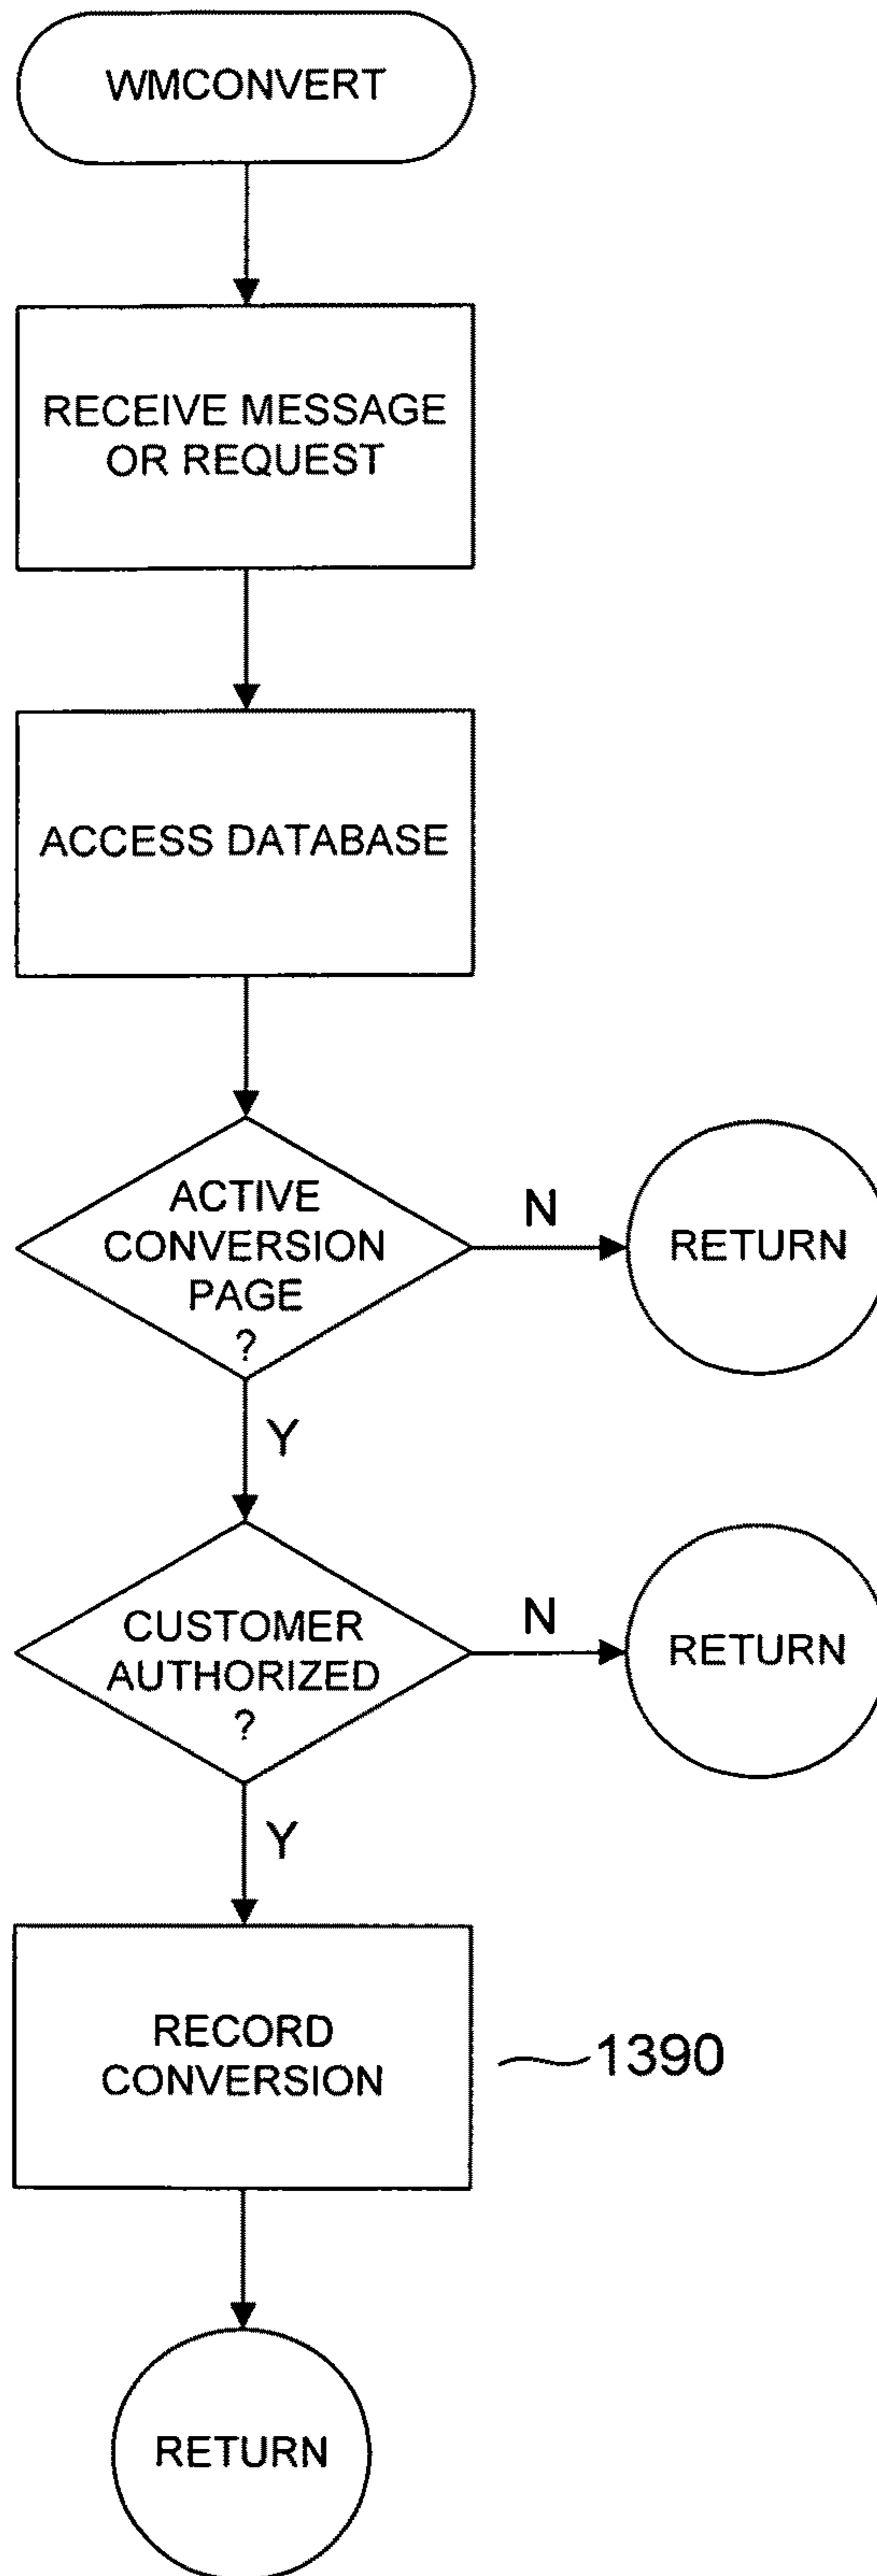 WMCONVERT
RECEIVE MESSAGE
OR REQUEST
ACCESS DATABASE
ACTIVE
CONVERSION
PAGE
?
N
RETURN
Y
CUSTOMER
AUTHORIZED
?
N
RETURN
Y
RECORD
CONVERSION
1390
RETURN